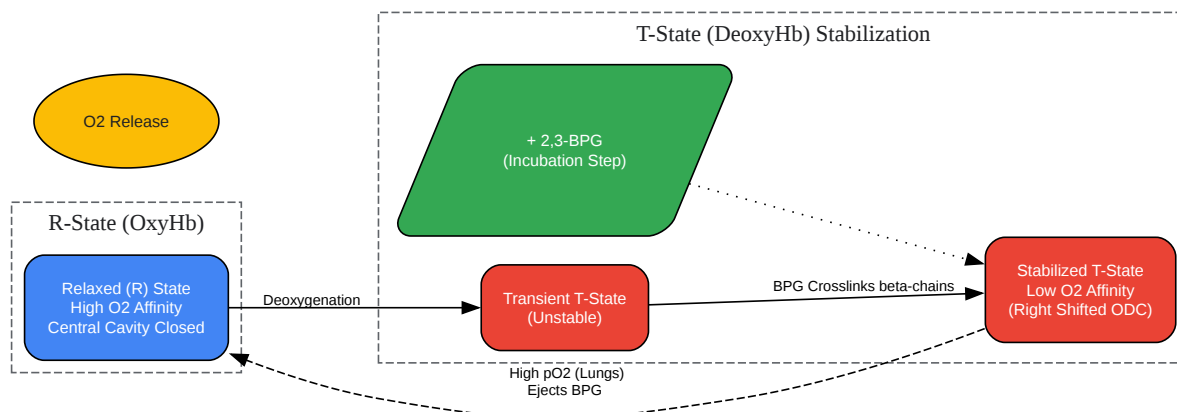 T-State (DeoxyHb) Stabilization
O2 Release
+ 2,3-BPG
(Incubation Step)
R-State (OxyHb)
Relaxed (R) State
High O2 Affinity
Central Cavity Closed
Deoxygenation
Transient T-State
(Unstable)
BPG Crosslinks beta-chains
Stabilized T-State
Low O2 Affinity
(Right Shifted ODC)
High pO2 (Lungs)
Ejects BPG